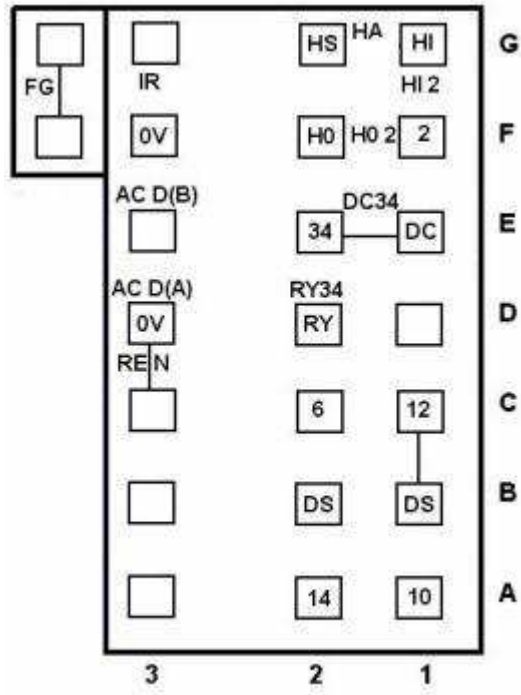 HS HA HI G
FG IR HI 2
0V H0 H0 2 2 F
AC D(B) DC34
34 DC E
AC D(A) RY34
0V RY D
REN
6 12 C
DS DS B
14 10 A
3 2 1